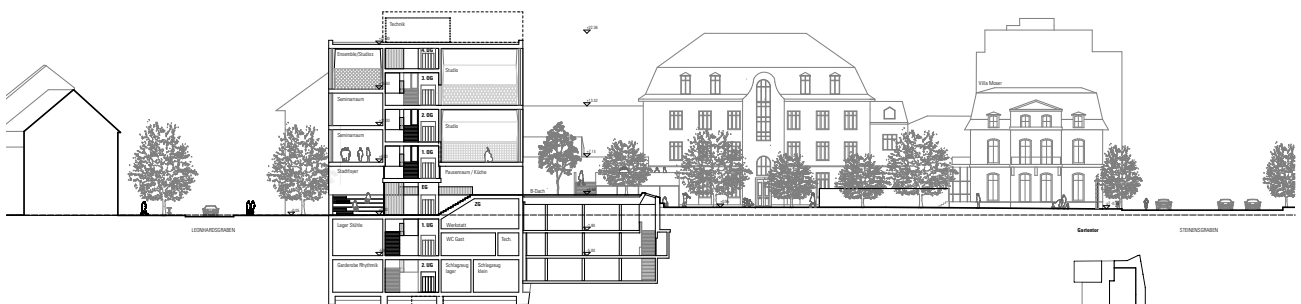 Technik
Ensemble/Studios
4. OG
3. OG
Studio
Seminarraum
2. OG
Studio
Seminarraum
1. OG
Stadtfoyer
Pausenraum / Küche
EG
ZG
B-Dach
Lager Stühle
1. UG
Werkstatt
WC Gast
Tech.
Garderobe Rhythmik
2. UG
Schlagzeug
lager
Schlagzeug
klein
Villa Moser
LEONHARDSGRABEN
Gartentor
STEINENGRABEN